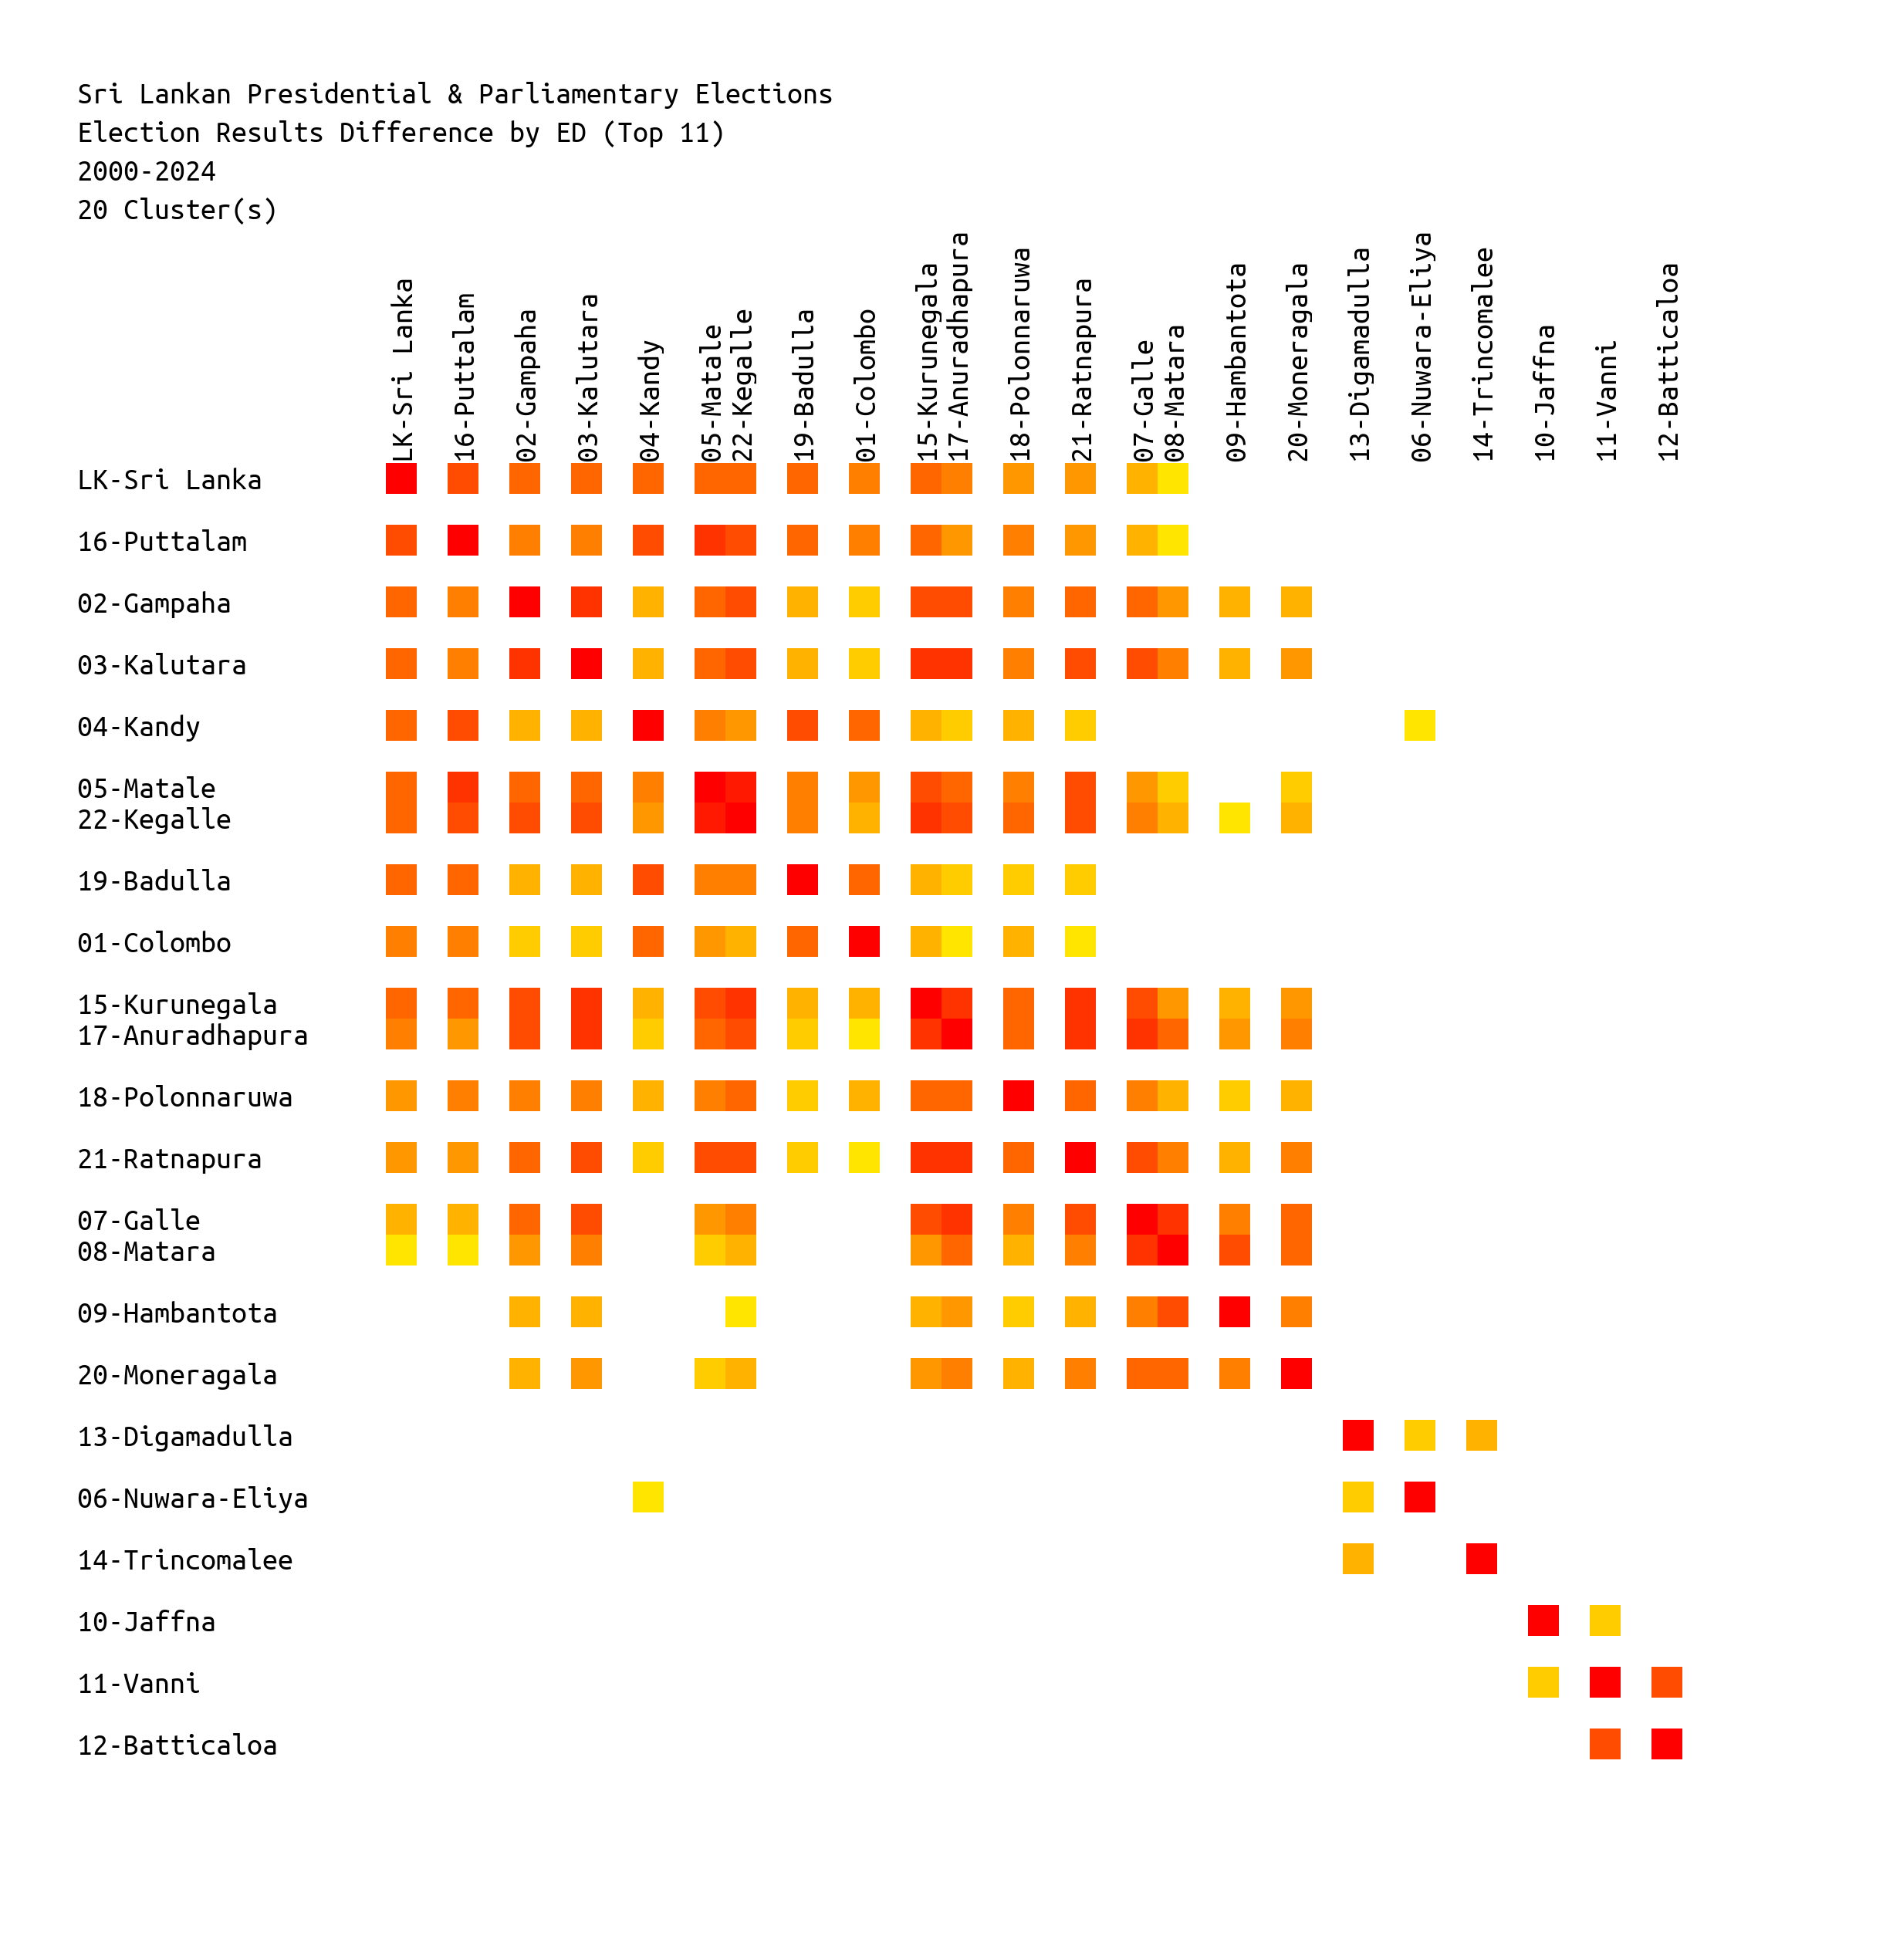 Sri Lankan Presidential & Parliamentary Elections
Election Results Difference by ED (Top 11)
2000-2024
20 Cluster(s)
LK-Sri Lanka
16-Puttalam
02-Gampaha
03-Kalutara
04-Kandy
05-Matale
22-Kegalle
19-Badulla
01-Colombo
15-Kurunegala
17-Anuradhapura
18-Polonnaruwa
21-Ratnapura
07-Galle
08-Matara
09-Hambantota
20-Moneragala
13-Digamadulla
06-Nuwara-Eliya
14-Trincomalee
10-Jaffna
11-Vanni
12-Batticaloa
LK-Sri Lanka
16-Puttalam
02-Gampaha
03-Kalutara
04-Kandy
05-Matale
22-Kegalle
19-Badulla
01-Colombo
15-Kurunegala
17-Anuradhapura
18-Polonnaruwa
21-Ratnapura
07-Galle
08-Matara
09-Hambantota
20-Moneragala
13-Digamadulla
06-Nuwara-Eliya
14-Trincomalee
10-Jaffna
11-Vanni
12-Batticaloa